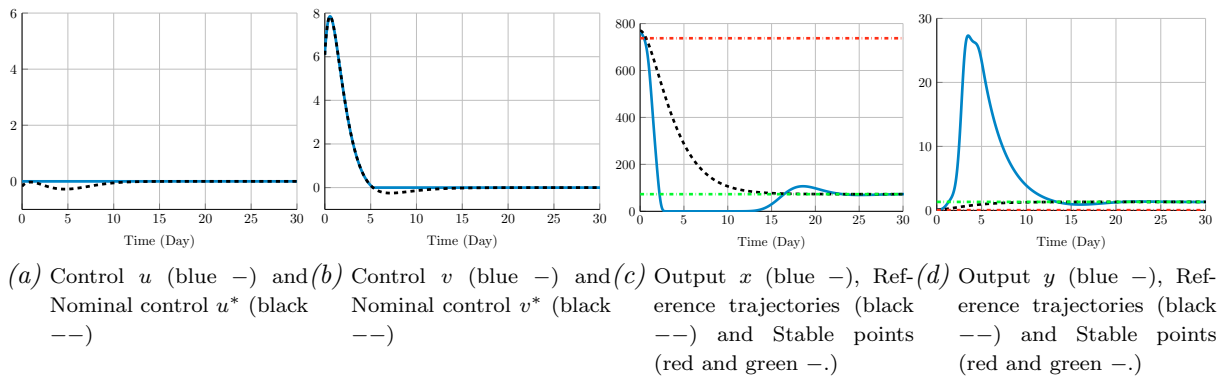 6
4
2
0
0 5 10 15 20 25 30
Time (Day)
8
6
4
2
0
0 5 10 15 20 25 30
Time (Day)
800
600
400
200
0
0 5 10 15 20 25 30
Time (Day)
30
20
10
0
0 5 10 15 20 25 30
Time (Day)
(a) Control u (blue −) and
Nominal control u* (black
−−)
(b) Control v (blue −) and
Nominal control v* (black
−−)
(c) Output x (blue −), Ref-
erence trajectories (black
−−) and Stable points
(red and green −.)
(d) Output y (blue −), Ref-
erence trajectories (black
−−) and Stable points
(red and green −.)